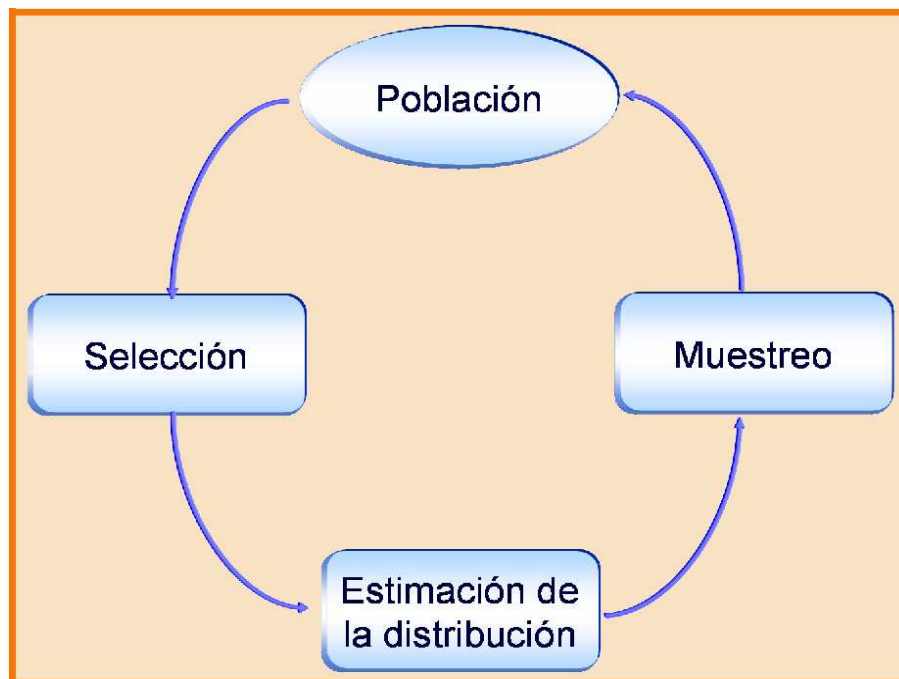 Población
Selección
Muestreo
Estimación de
la distribución